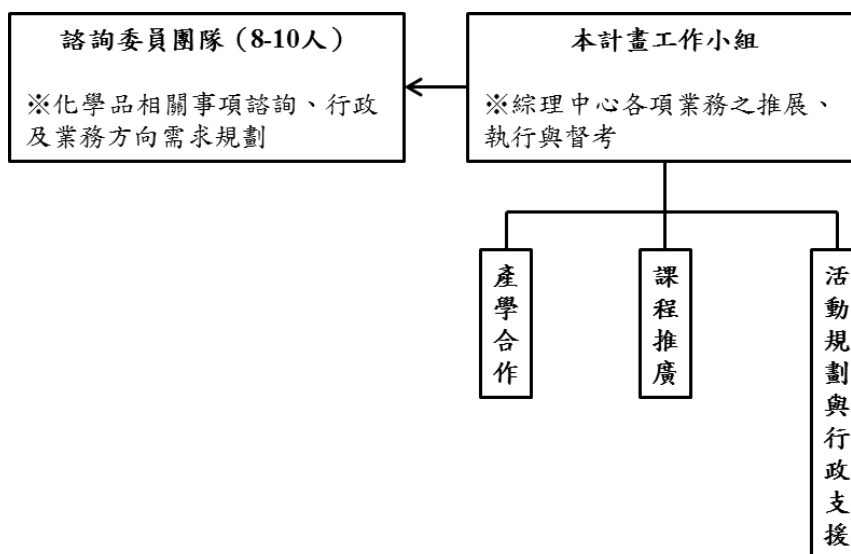 諮詢委員團隊（8-10人）
※化學品相關事項諮詢、行政
及業務方向需求規劃
本計畫工作小組
※綜理中心各項業務之推展、
執行與督考
產學合作
課程推廣
活動規劃與行政支援